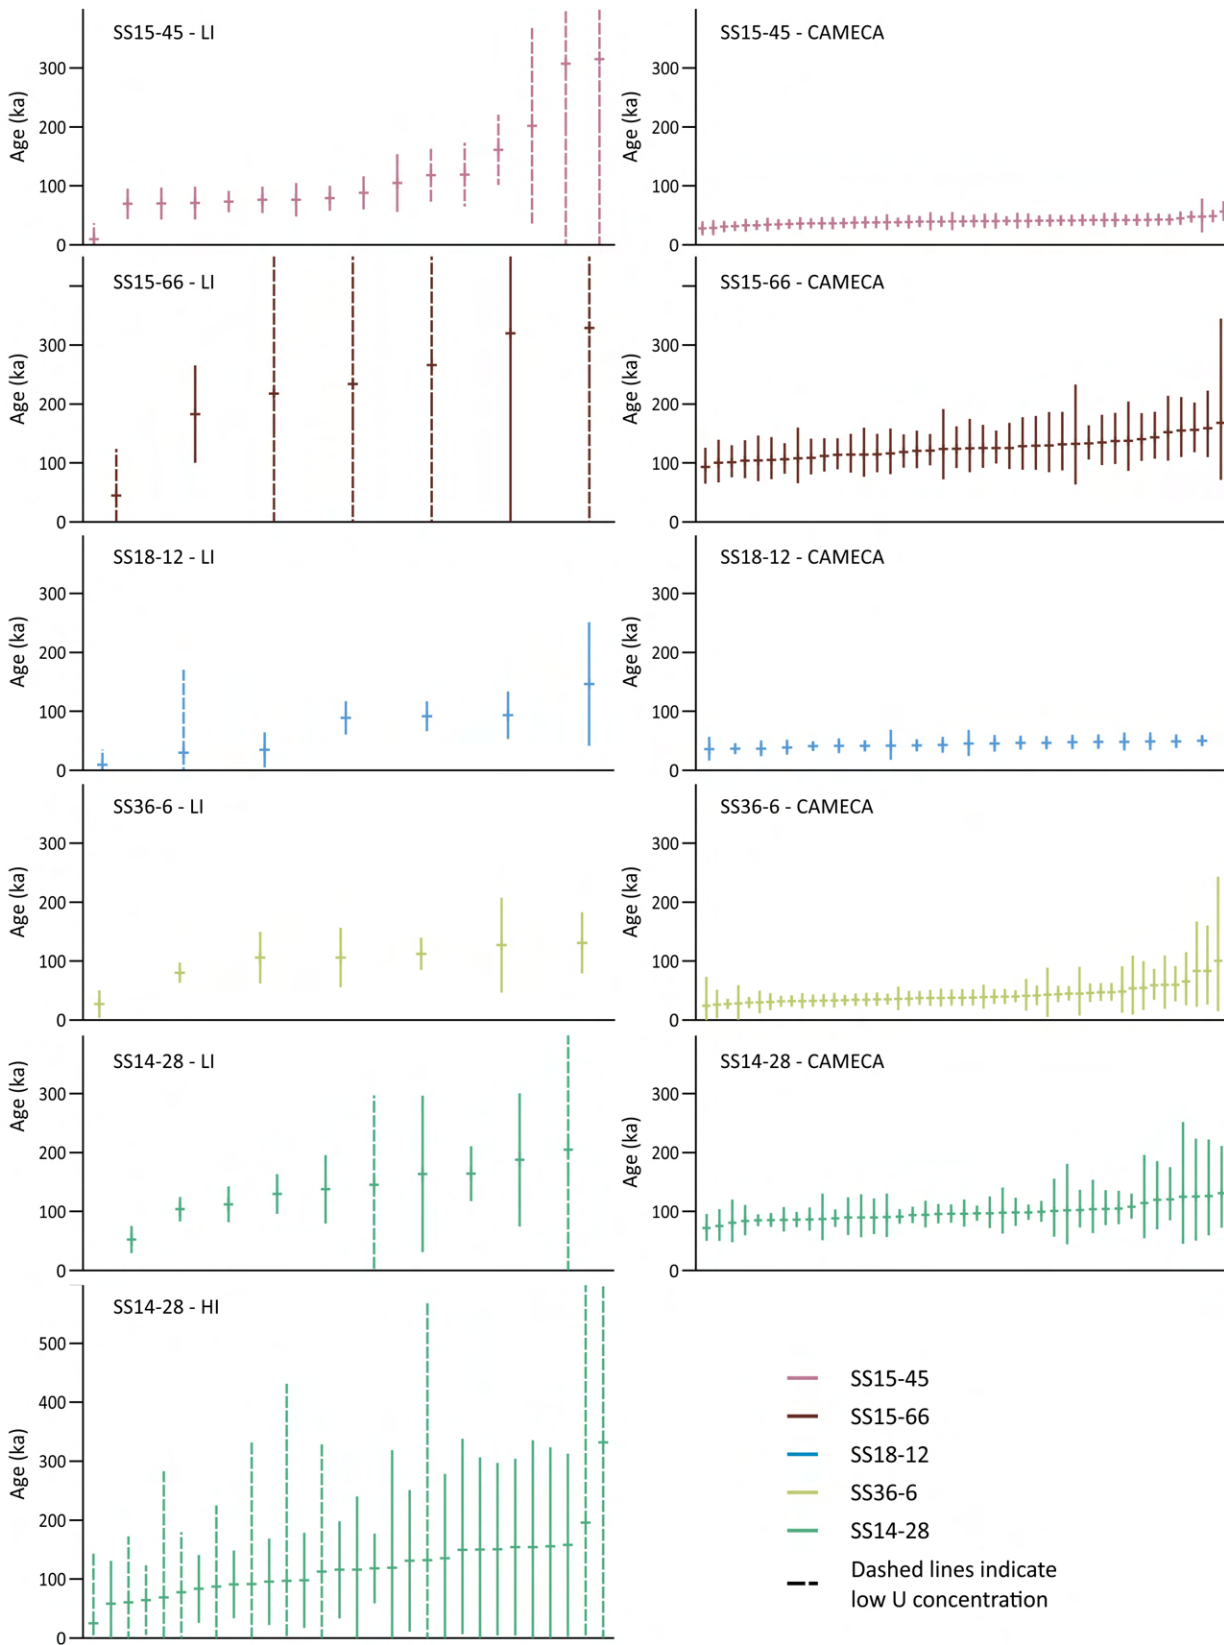 SS15-45 - LI
Age (ka)
300
200
100
0
SS15-45 - CAMECA
Age (ka)
300
200
100
0
SS15-66 - LI
Age (ka)
300
200
100
0
SS15-66 - CAMECA
Age (ka)
300
200
100
0
SS18-12 - LI
Age (ka)
300
200
100
0
SS18-12 - CAMECA
Age (ka)
300
200
100
0
SS36-6 - LI
Age (ka)
300
200
100
0
SS36-6 - CAMECA
Age (ka)
300
200
100
0
SS14-28 - LI
Age (ka)
300
200
100
0
SS14-28 - CAMECA
Age (ka)
300
200
100
0
SS14-28 - HI
Age (ka)
500
400
300
200
100
0
SS15-45
SS15-66
SS18-12
SS36-6
SS14-28
Dashed lines indicate
low U concentration